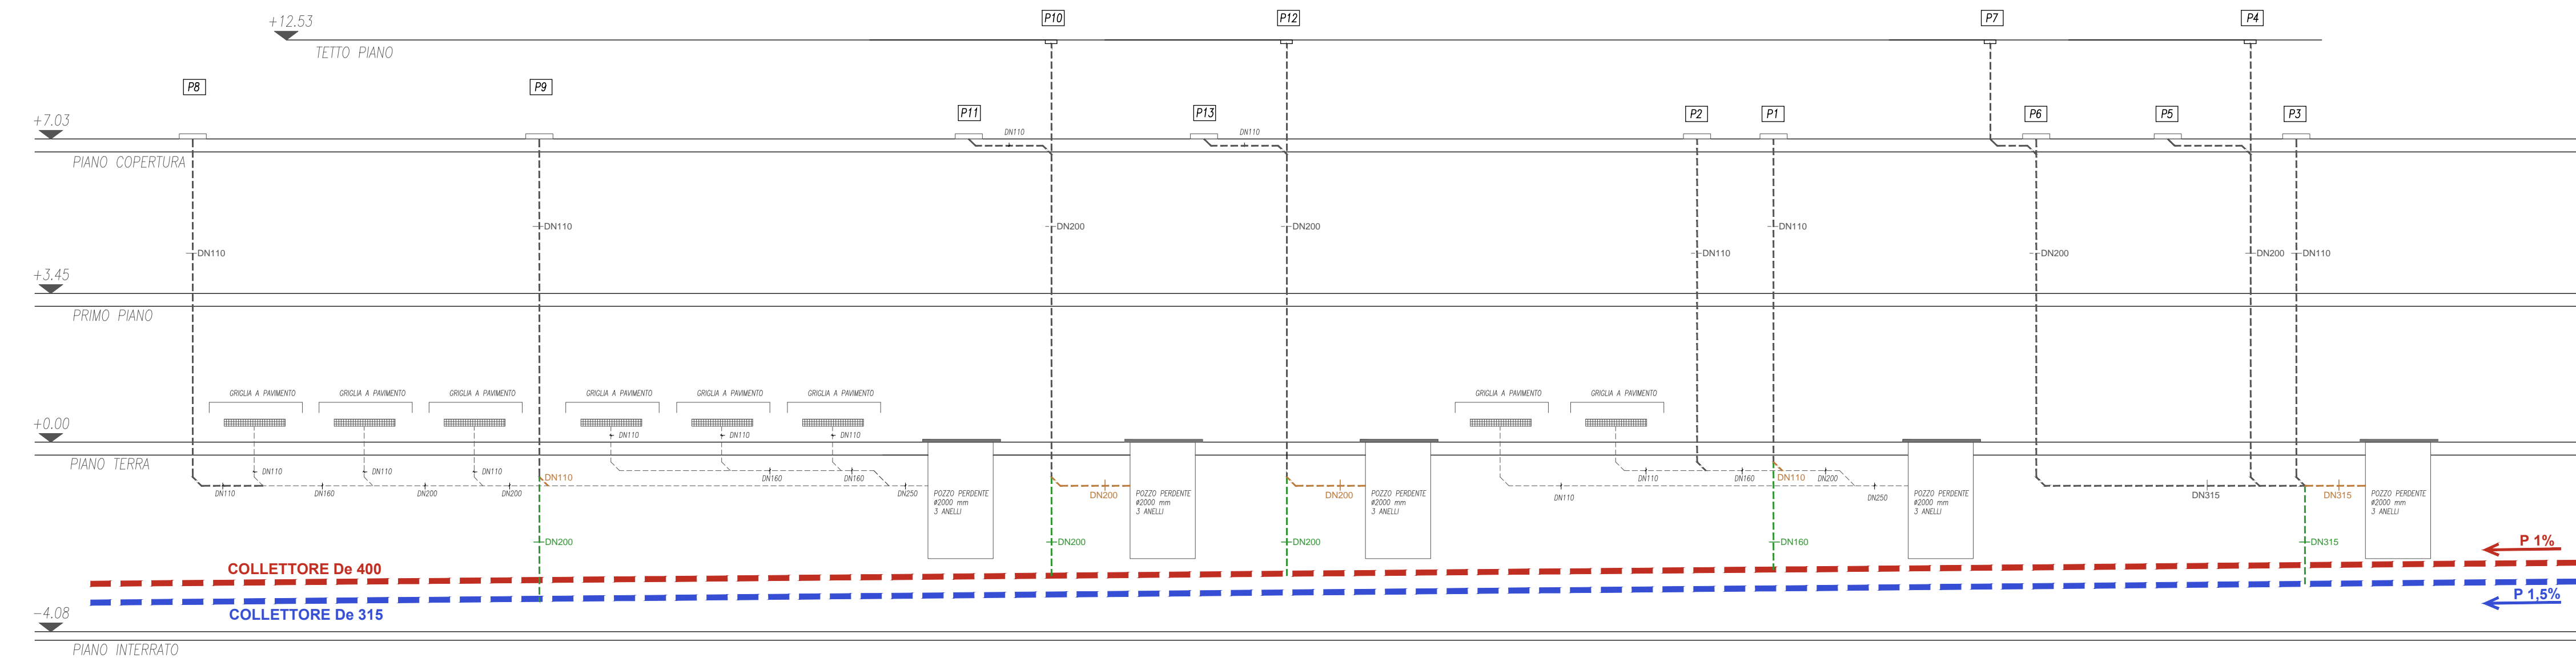 +12.53
P10
P12
P7
P4
TETTO PIANO
P8
P9
P11
P13
P2
P1
P6
P5
P3
+7.03
DN110
DN110
PIANO COPERTURA
DN110
DN200
DN200
DN110
DN110
DN110
DN200
DN200
DN110
+3.45
PRIMO PIANO
GRIGLIA A PAVIMENTO
GRIGLIA A PAVIMENTO
GRIGLIA A PAVIMENTO
GRIGLIA A PAVIMENTO
GRIGLIA A PAVIMENTO
GRIGLIA A PAVIMENTO
GRIGLIA A PAVIMENTO
GRIGLIA A PAVIMENTO
+0.00
DN110
DN110
DN110
PIANO TERRA
DN110
DN110
DN110
DN110
DN160
DN160
DN110
DN160
DN200
DN110
DN110
DN160
DN200
DN200
DN250
DN200
DN200
DN110
DN250
DN315
DN315
POZZO PERDENTE
ø2000 mm
3 ANELLI
POZZO PERDENTE
ø2000 mm
3 ANELLI
POZZO PERDENTE
ø2000 mm
3 ANELLI
POZZO PERDENTE
ø2000 mm
3 ANELLI
POZZO PERDENTE
ø2000 mm
3 ANELLI
DN200
DN200
DN200
DN160
DN315
P 1%
COLLETTORE De 400
P 1,5%
COLLETTORE De 315
-4.08
PIANO INTERRATO